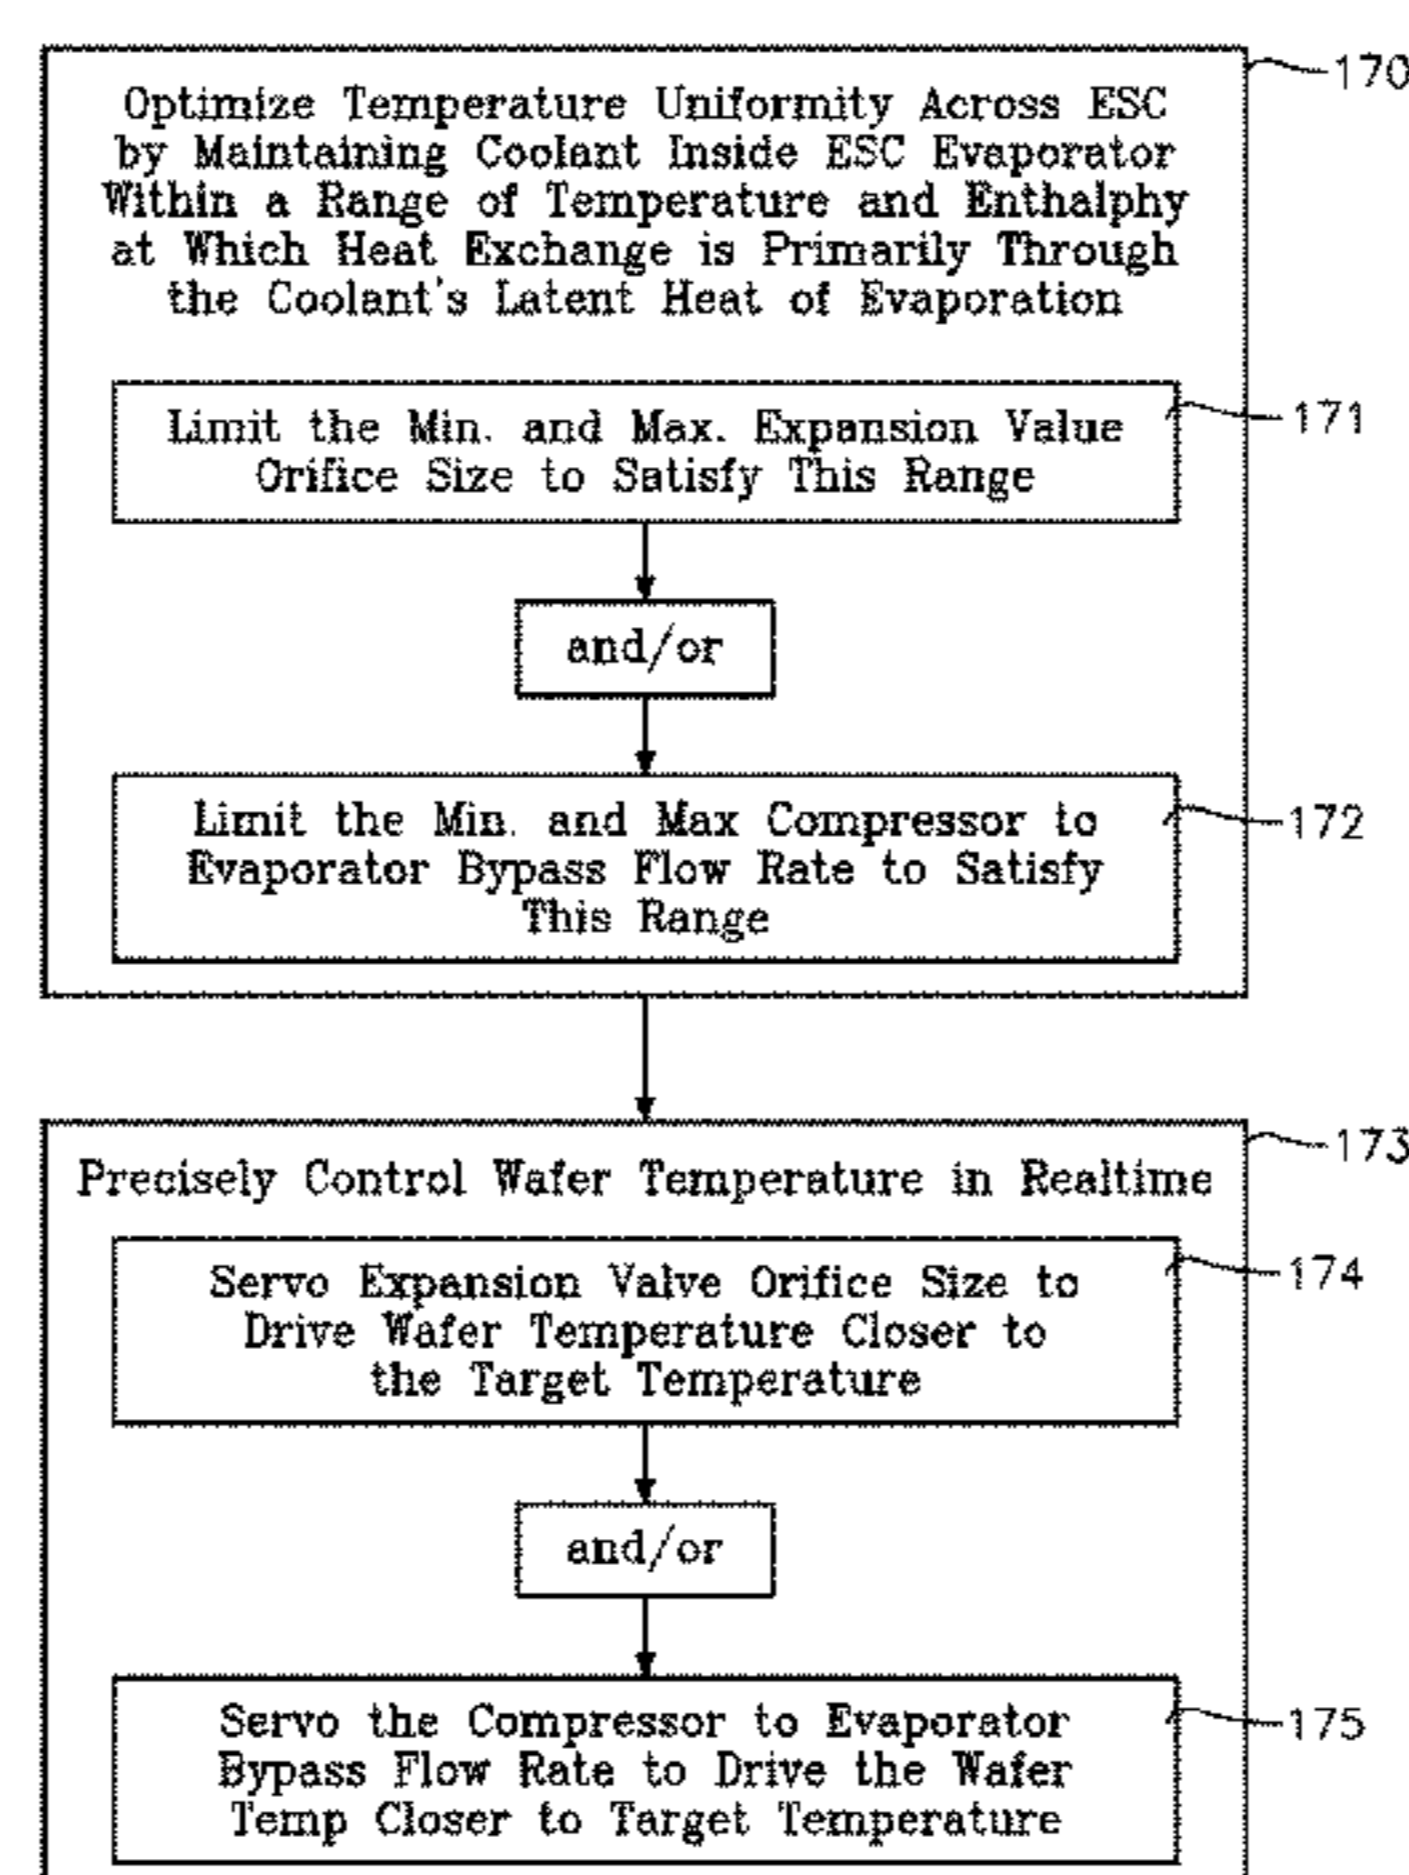 170
Optimize Temperature Uniformity Across ESC
by Maintaining Coolant Inside ESC Evaporator
Within a Range of Temperature and Enthalphy
at Which Heat Exchange is Primarily Through
the Coolant's Latent Heat of Evaporation
171
Limit the Min. and Max. Expansion Value
Orifice Size to Satisfy This Range
and/or
172
Limit the Min. and Max Compressor to
Evaporator Bypass Flow Rate to Satisfy
This Range
173
Precisely Control Wafer Temperature in Realtime
174
Servo Expansion Valve Orifice Size to
Drive Wafer Temperature Closer to
the Target Temperature
and/or
175
Servo the Compressor to Evaporator
Bypass Flow Rate to Drive the Wafer
Temp Closer to Target Temperature